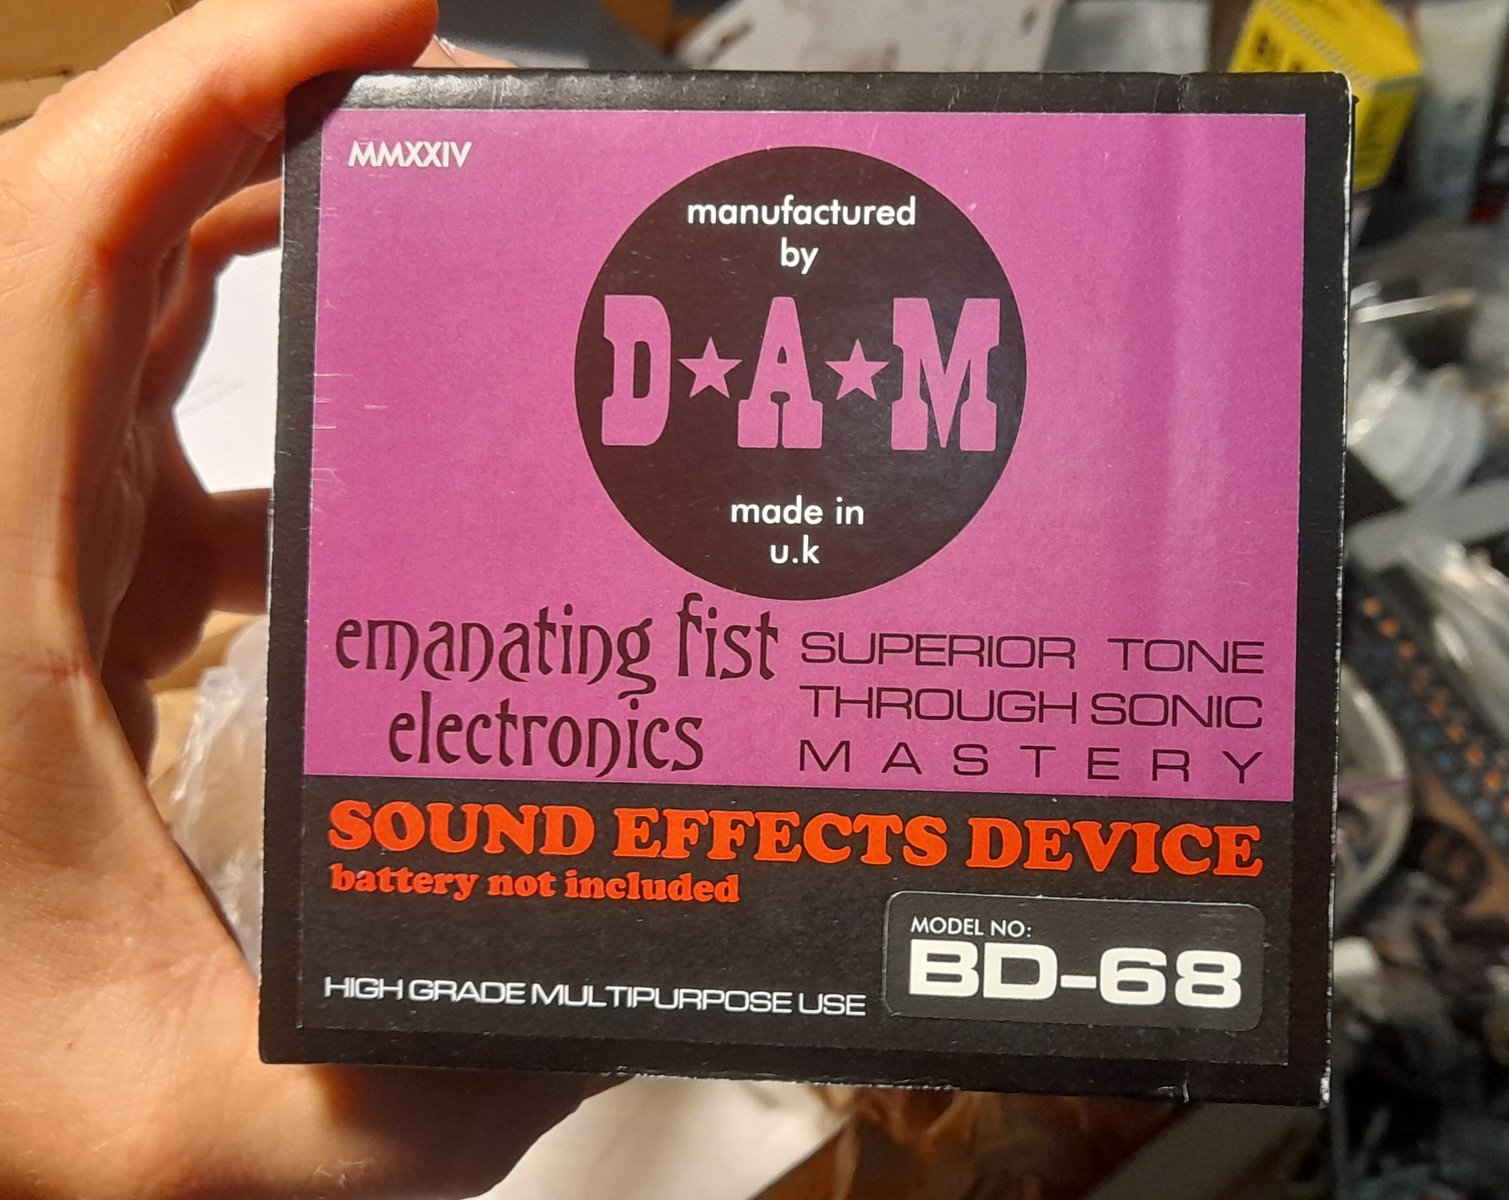 MMXXIV
manufactured
by
D★A★M
made in
u.k
emanating fist
electronics
SUPERIOR TONE
THROUGH SONIC
MASTERY
SOUND EFFECTS DEVICE
battery not included
HIGH GRADE MULTIPURPOSE USE
MODEL NO:
BD-68